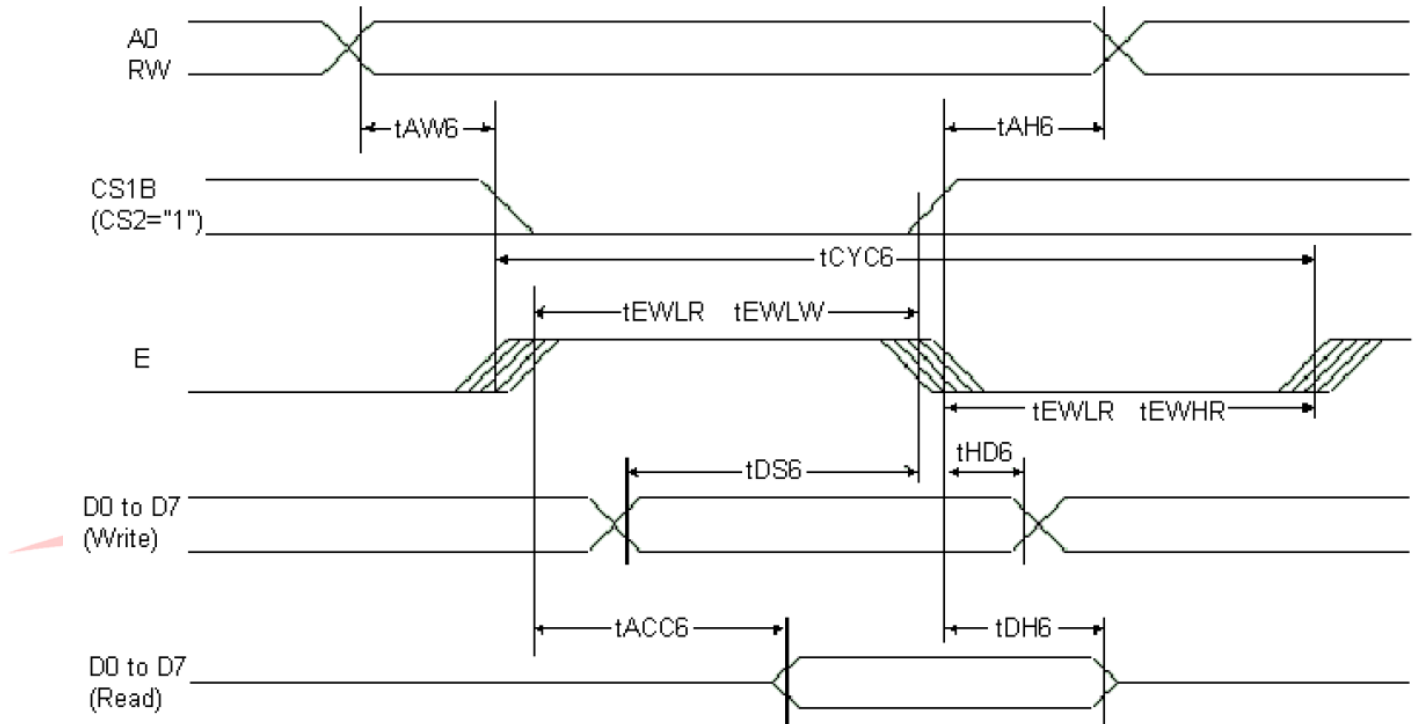 A0
RW
tAW6
tAH6
CS1B
(CS2="1")
tCYC6
tEWLR tEWLW
E
tEWLR tEWHR
tHD6
tDS6
D0 to D7
(Write)
tACC6
tDH6
D0 to D7
(Read)